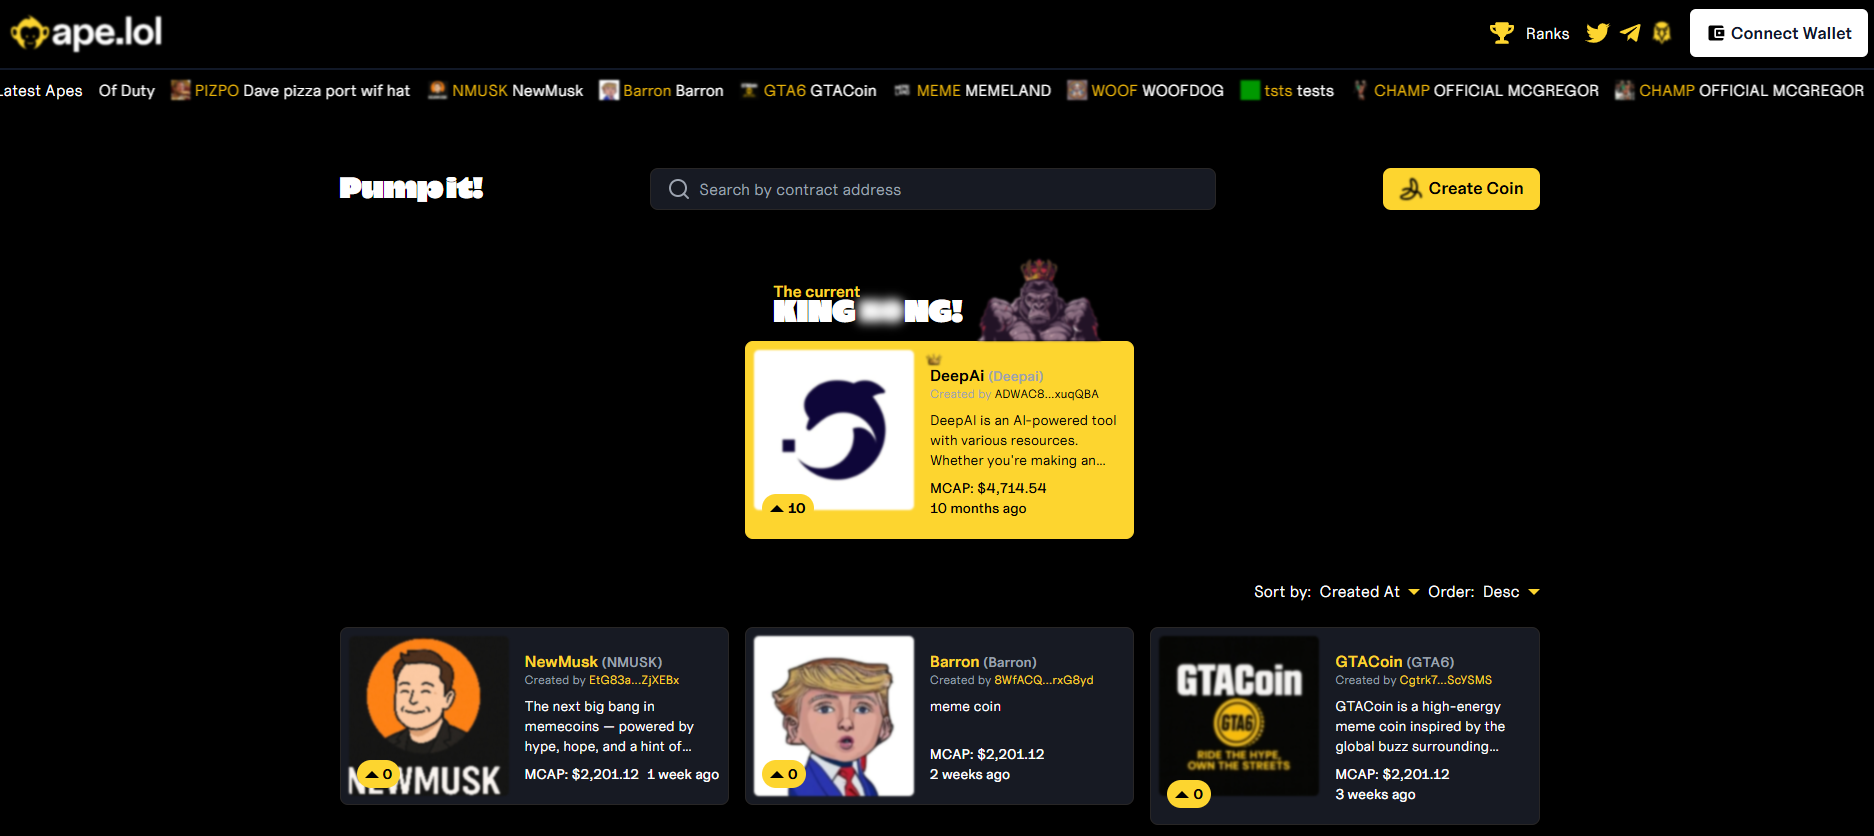 ape.lol
Ranks
Connect Wallet
Latest Apes Of Duty PIZPO Dave pizza port wif hat NMUSK NewMusk Barron Barron GTA6 GTACoin MEME MEMELAND WOOF WOOFDOG tsts tests CHAMP OFFICIAL MCGREGOR CHAMP OFFICIAL MCGREGOR
Pump it!
Search by contract address
Create Coin
The current
KING NG!
DeepAi (Deepai)
Created by ADWAC8...xuqQBA
DeepAI is an AI-powered tool
with various resources.
Whether you're making an...
MCAP: $4,714.54
10 months ago
10
Sort by: Created At Order: Desc
NewMusk (NMUSK)
Created by EtG83a...ZjXEBx
The next big bang in
memecoins — powered by
hype, hope, and a hint of...
MCAP: $2,201.12 1 week ago
NEWMUSK
0
Barron (Barron)
Created by 8WfACQ...rxG8yd
meme coin
MCAP: $2,201.12
2 weeks ago
0
GTACoin
GTA6
RIDE THE HYPE,
OWN THE STREETS
0
GTACoin (GTA6)
Created by Cgtrk7...ScYSMS
GTACoin is a high-energy
meme coin inspired by the
global buzz surrounding...
MCAP: $2,201.12
3 weeks ago